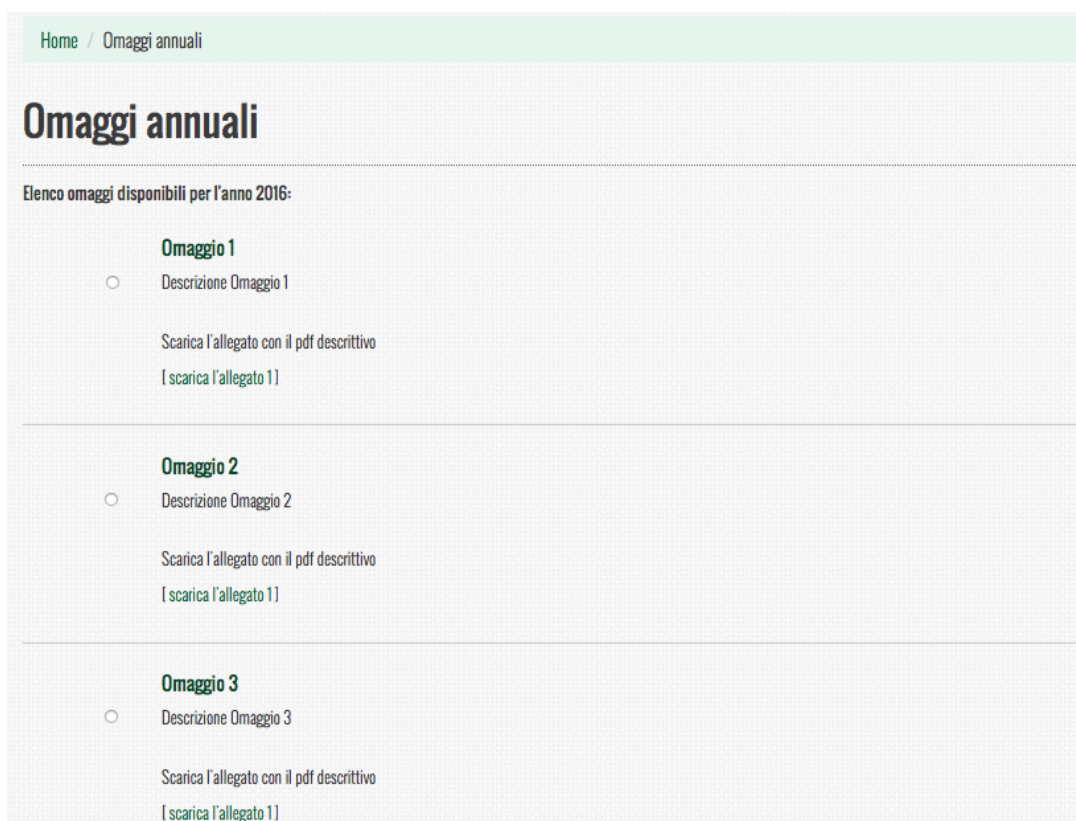 Home / Omaggi annuali
Omaggi annuali
Elenco omaggi disponibili per l'anno 2016:
Omaggio 1
Descrizione Omaggio 1
Scarica l'allegato con il pdf descrittivo
[ scarica l'allegato 1 ]
Omaggio 2
Descrizione Omaggio 2
Scarica l'allegato con il pdf descrittivo
[ scarica l'allegato 1 ]
Omaggio 3
Descrizione Omaggio 3
Scarica l'allegato con il pdf descrittivo
[ scarica l'allegato 1 ]